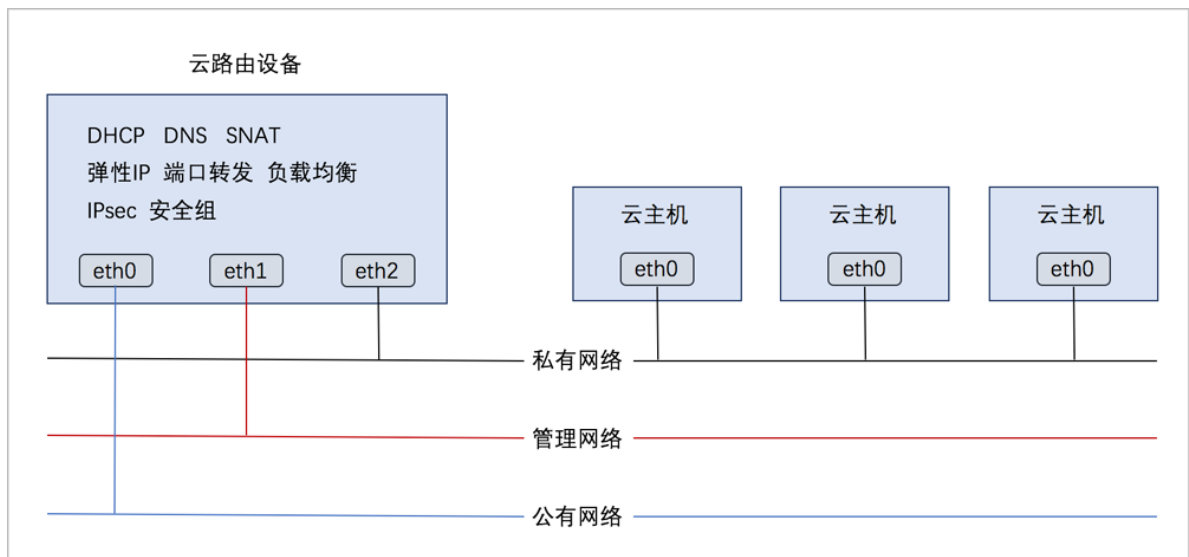 云路由设备
DHCP DNS SNAT
弹性IP 端口转发 负载均衡
IPsec 安全组
eth0 eth1 eth2
云主机 云主机 云主机
eth0 eth0 eth0
私有网络
管理网络
公有网络